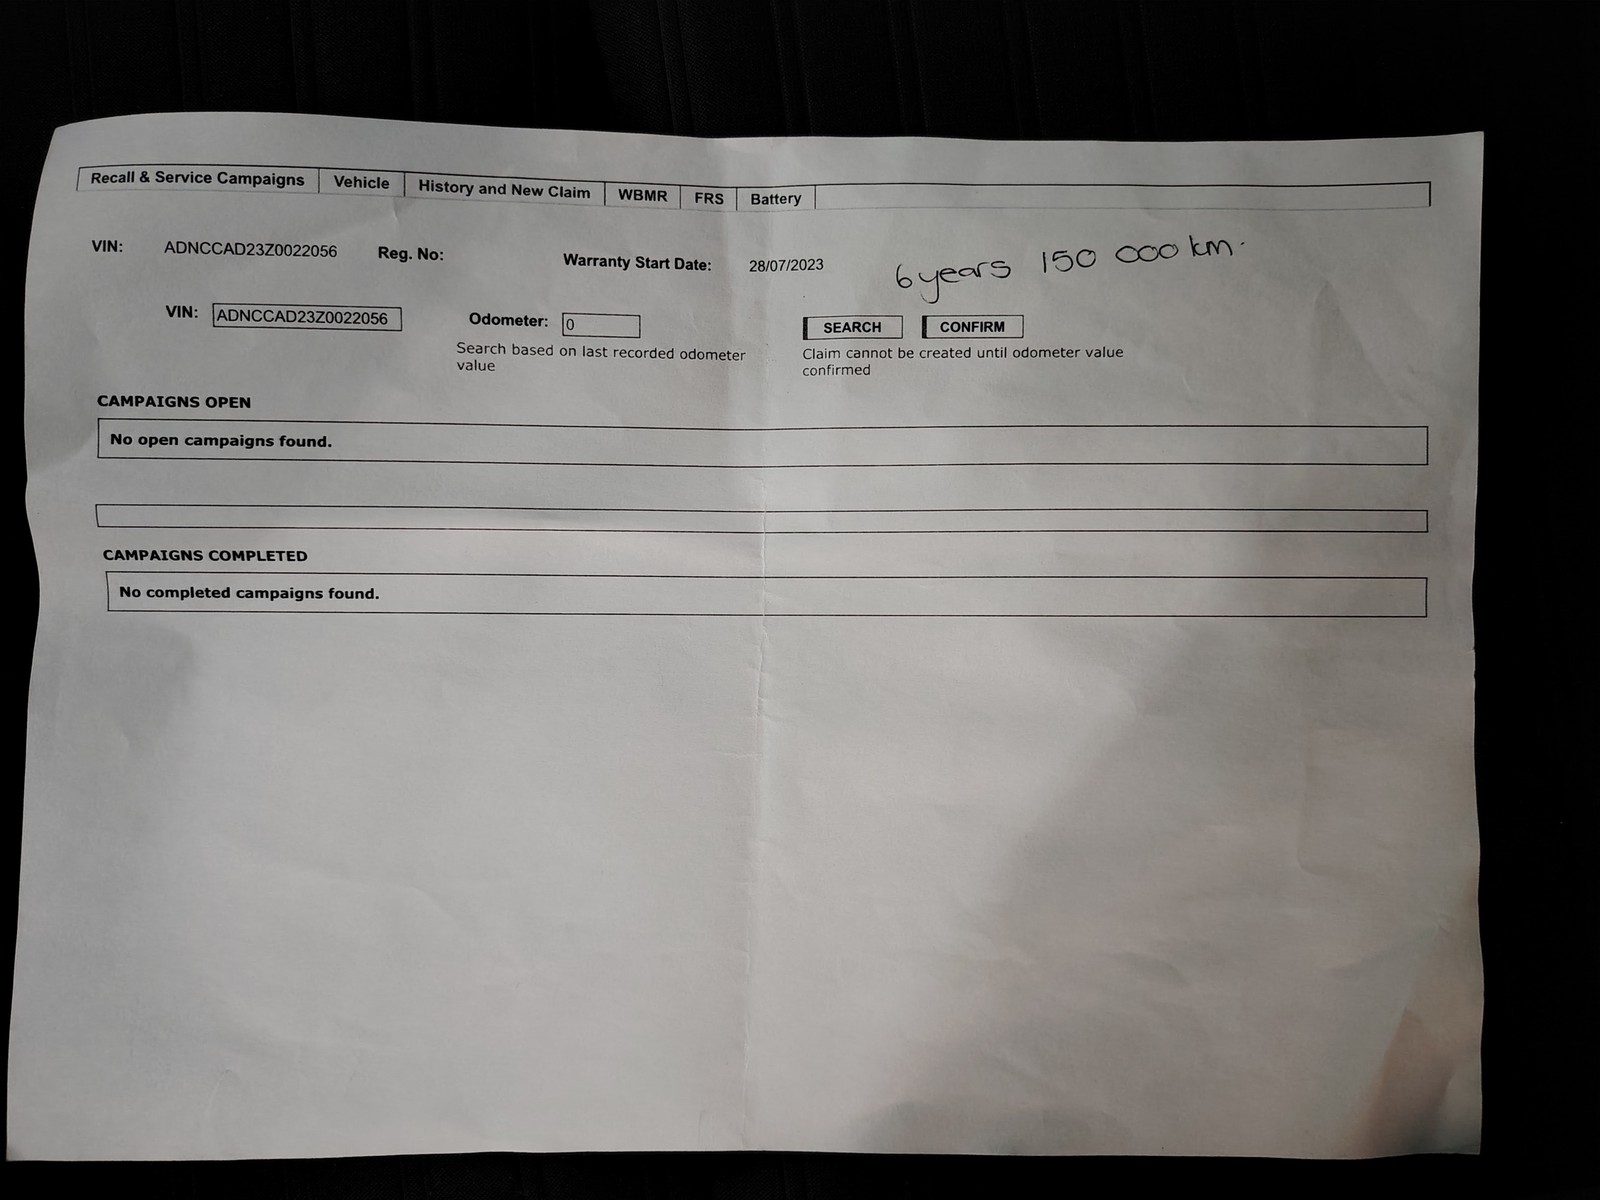 Recall & Service Campaigns Vehicle History and New Claim WBMR FRS Battery
VIN: ADNCCAD23Z0022056 Reg. No: Warranty Start Date: 28/07/2023 6 years 150 000 km.
VIN: ADNCCAD23Z0022056 Odometer: 0 SEARCH CONFIRM
Search based on last recorded odometer value
Claim cannot be created until odometer value confirmed
CAMPAIGNS OPEN
No open campaigns found.
CAMPAIGNS COMPLETED
No completed campaigns found.